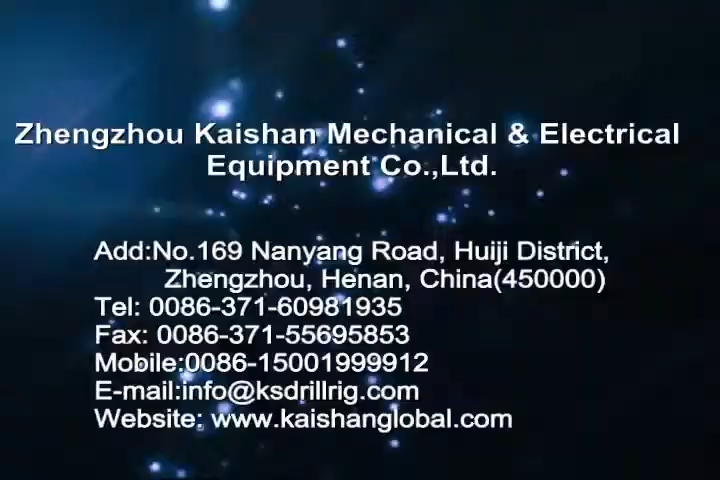 Zhengzhou Kaishan Mechanical & Electrical
Equipment Co.,Ltd.
Add:No.169 Nanyang Road, Huiji District,
Zhengzhou, Henan, China(450000)
Tel: 0086-371-60981935
Fax: 0086-371-55695853
Mobile:0086-15001999912
E-mail:info@ksdrillrig.com
Website: www.kaishanglobal.com